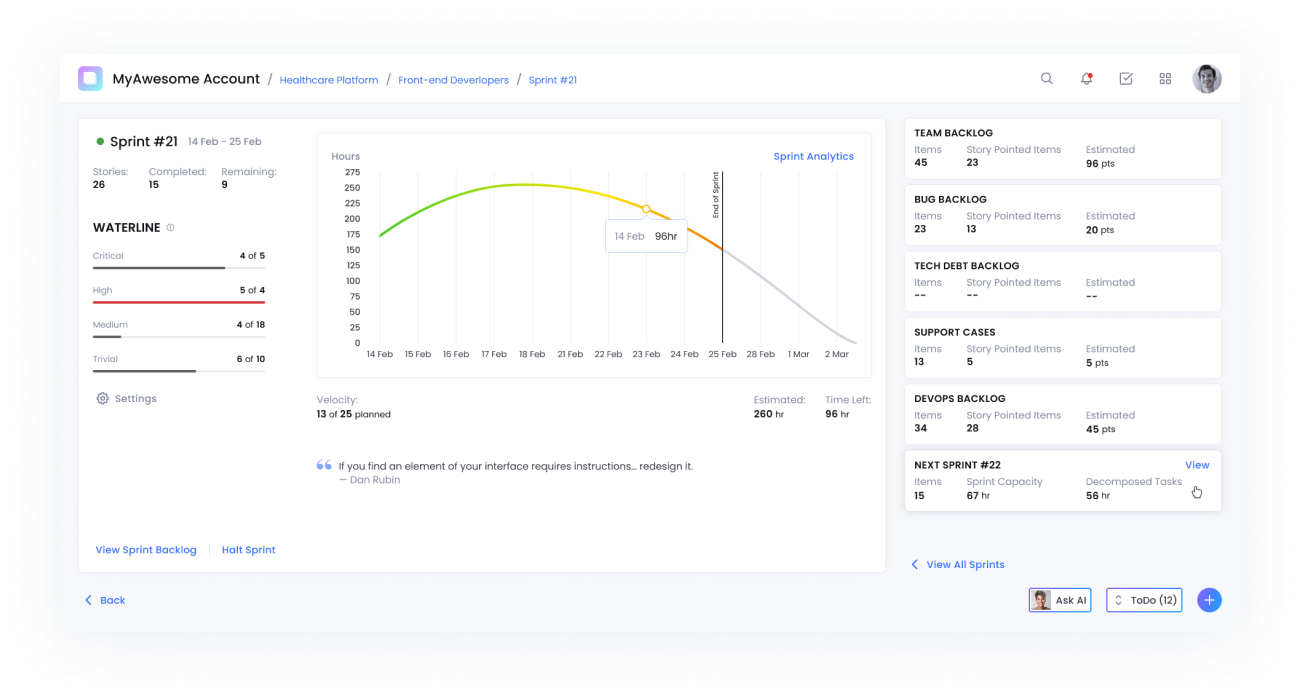 MyAwesome Account / Healthcare Platform / Front-end Deverlopers / Sprint #21
Sprint #21 14 Feb - 25 Feb
Stories: Completed: Remaining:
26 15 9
WATERLINE
Critical 4 of 5
High 5 of 4
Medium 4 of 18
Trivial 6 of 10
Settings
Hours Sprint Analytics
275
250
225
200
175
150
125
100
75
50
25
0
End of Sprint
14 Feb 96hr
14 Feb 15 Feb 16 Feb 17 Feb 18 Feb 21 Feb 22 Feb 23 Feb 24 Feb 25 Feb 28 Feb 1 Mar 2 Mar
Velocity: Estimated: Time Left:
13 of 25 planned 260 hr 96 hr
“ If you find an element of your interface requires instructions... redesign it.
— Dan Rubin
View Sprint Backlog Halt Sprint
Back
TEAM BACKLOG
Items Story Pointed Items Estimated
45 23 96 pts
BUG BACKLOG
Items Story Pointed Items Estimated
23 13 20 pts
TECH DEBT BACKLOG
Items Story Pointed Items Estimated
-- -- --
SUPPORT CASES
Items Story Pointed Items Estimated
13 5 5 pts
DEVOPS BACKLOG
Items Story Pointed Items Estimated
34 28 45 pts
NEXT SPRINT #22 View
Items Sprint Capacity Decomposed Tasks
15 67 hr 56 hr
View All Sprints
Ask AI ToDo (12) +